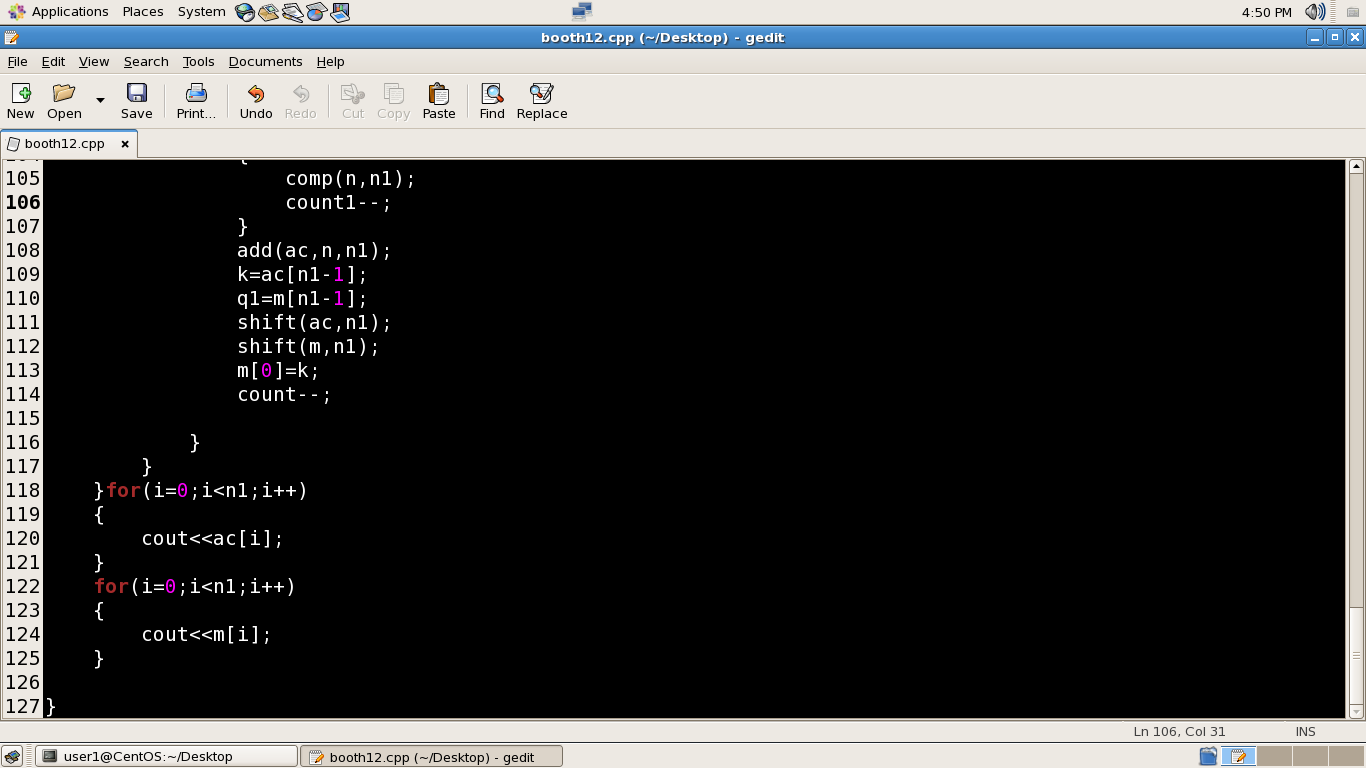 Applications Places System 4:50 PM
booth12.cpp (~/Desktop) - gedit
File Edit View Search Tools Documents Help
New Open Save Print... Undo Redo Cut Copy Paste Find Replace
booth12.cpp
104 {
105 comp(n,n1);
106 count1--;
107 }
108 add(ac,n,n1);
109 k=ac[n1-1];
110 q1=m[n1-1];
111 shift(ac,n1);
112 shift(m,n1);
113 m[0]=k;
114 count--;
115
116 }
117 }
118 }for(i=0;i<n1;i++)
119 {
120 cout<<ac[i];
121 }
122 for(i=0;i<n1;i++)
123 {
124 cout<<m[i];
125 }
126
127 }
Ln 106, Col 31 INS
user1@CentOS:~/Desktop booth12.cpp (~/Desktop) - gedit